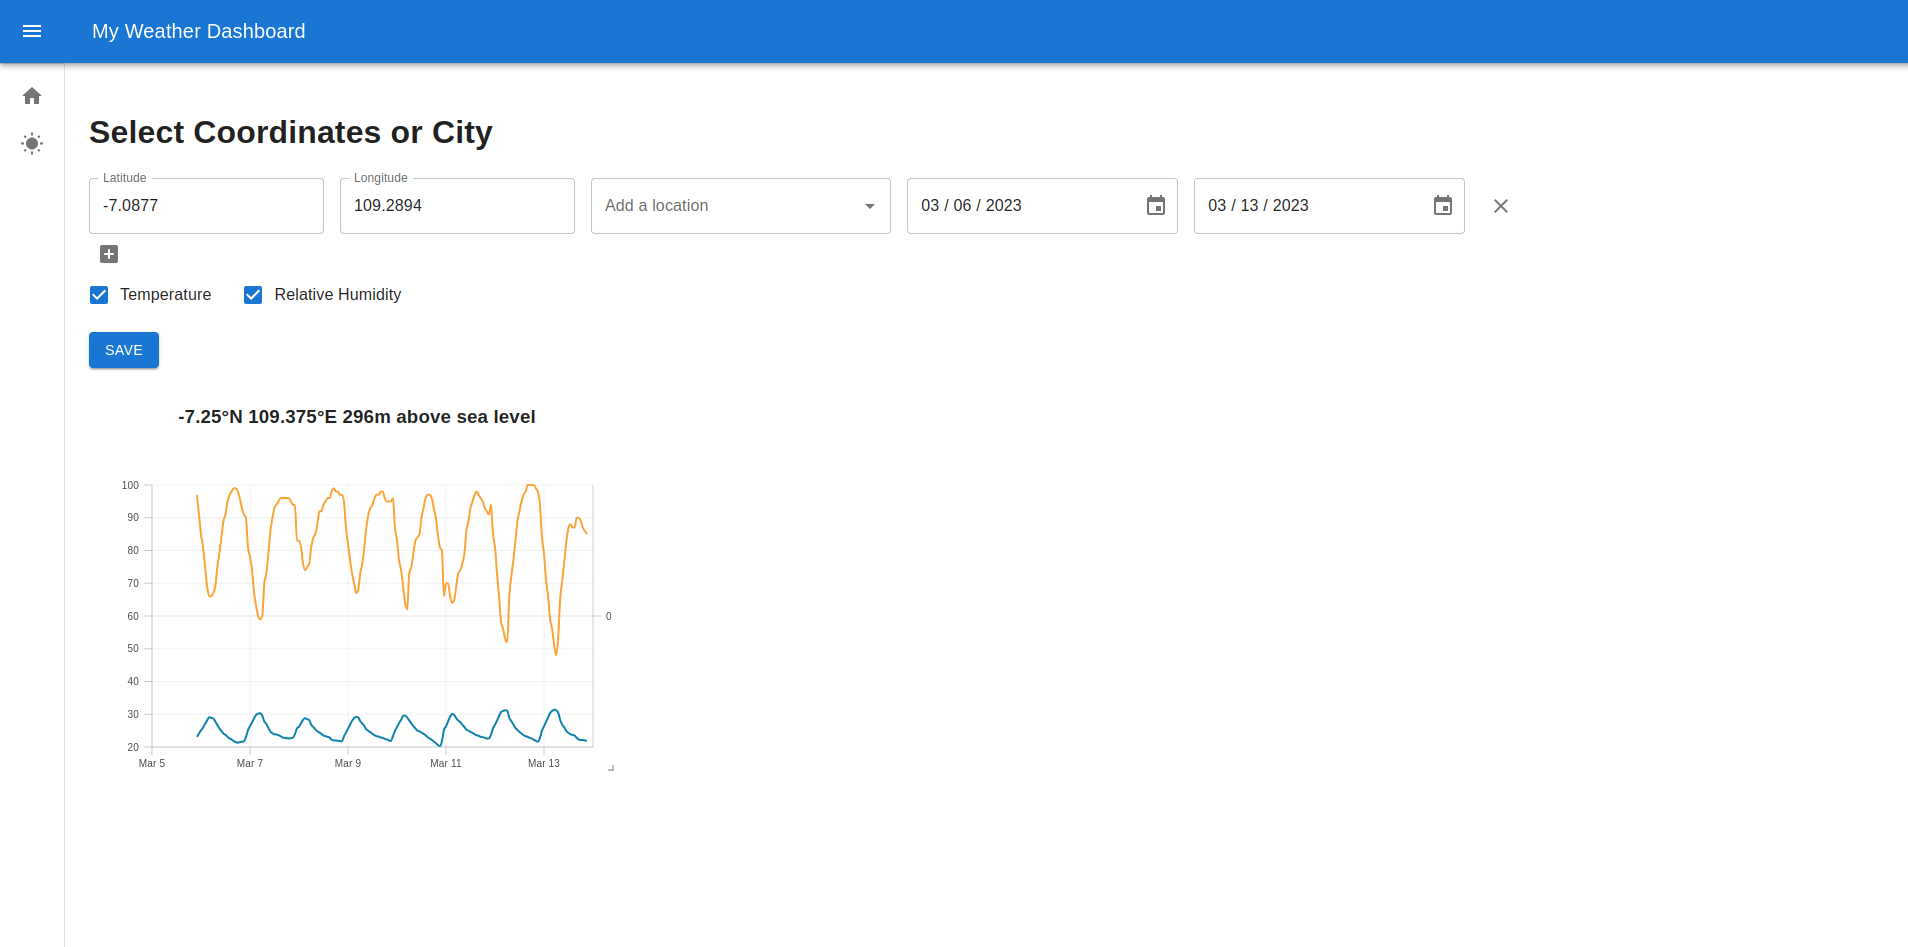 My Weather Dashboard
Select Coordinates or City
Latitude
-7.0877
Longitude
109.2894
Add a location
03 / 06 / 2023
03 / 13 / 2023
Temperature
Relative Humidity
SAVE
-7.25°N 109.375°E 296m above sea level
100
90
80
70
60
50
40
30
20
0
Mar 5 Mar 7 Mar 9 Mar 11 Mar 13